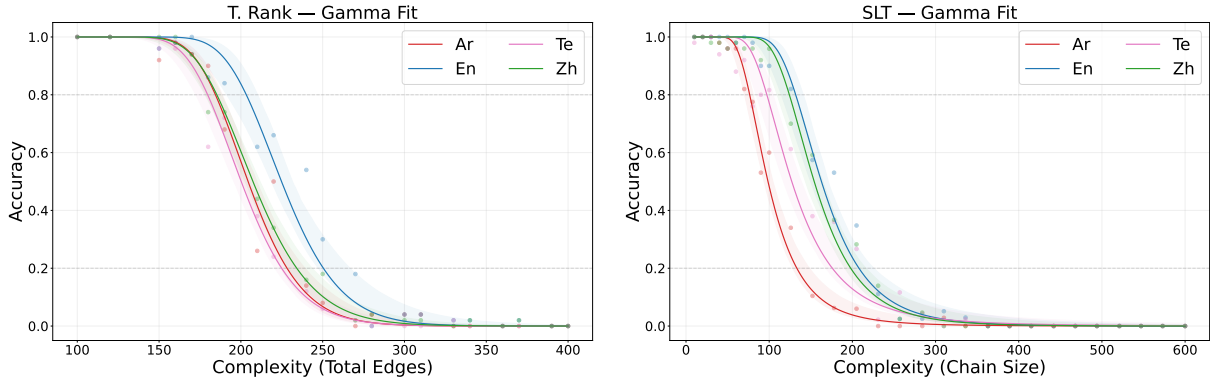 T. Rank — Gamma Fit
Accuracy
1.0
0.8
0.6
0.4
0.2
0.0
Ar Te
En Zh
100 150 200 250 300 350 400
Complexity (Total Edges)
SLT — Gamma Fit
Accuracy
1.0
0.8
0.6
0.4
0.2
0.0
Ar Te
En Zh
0 100 200 300 400 500 600
Complexity (Chain Size)